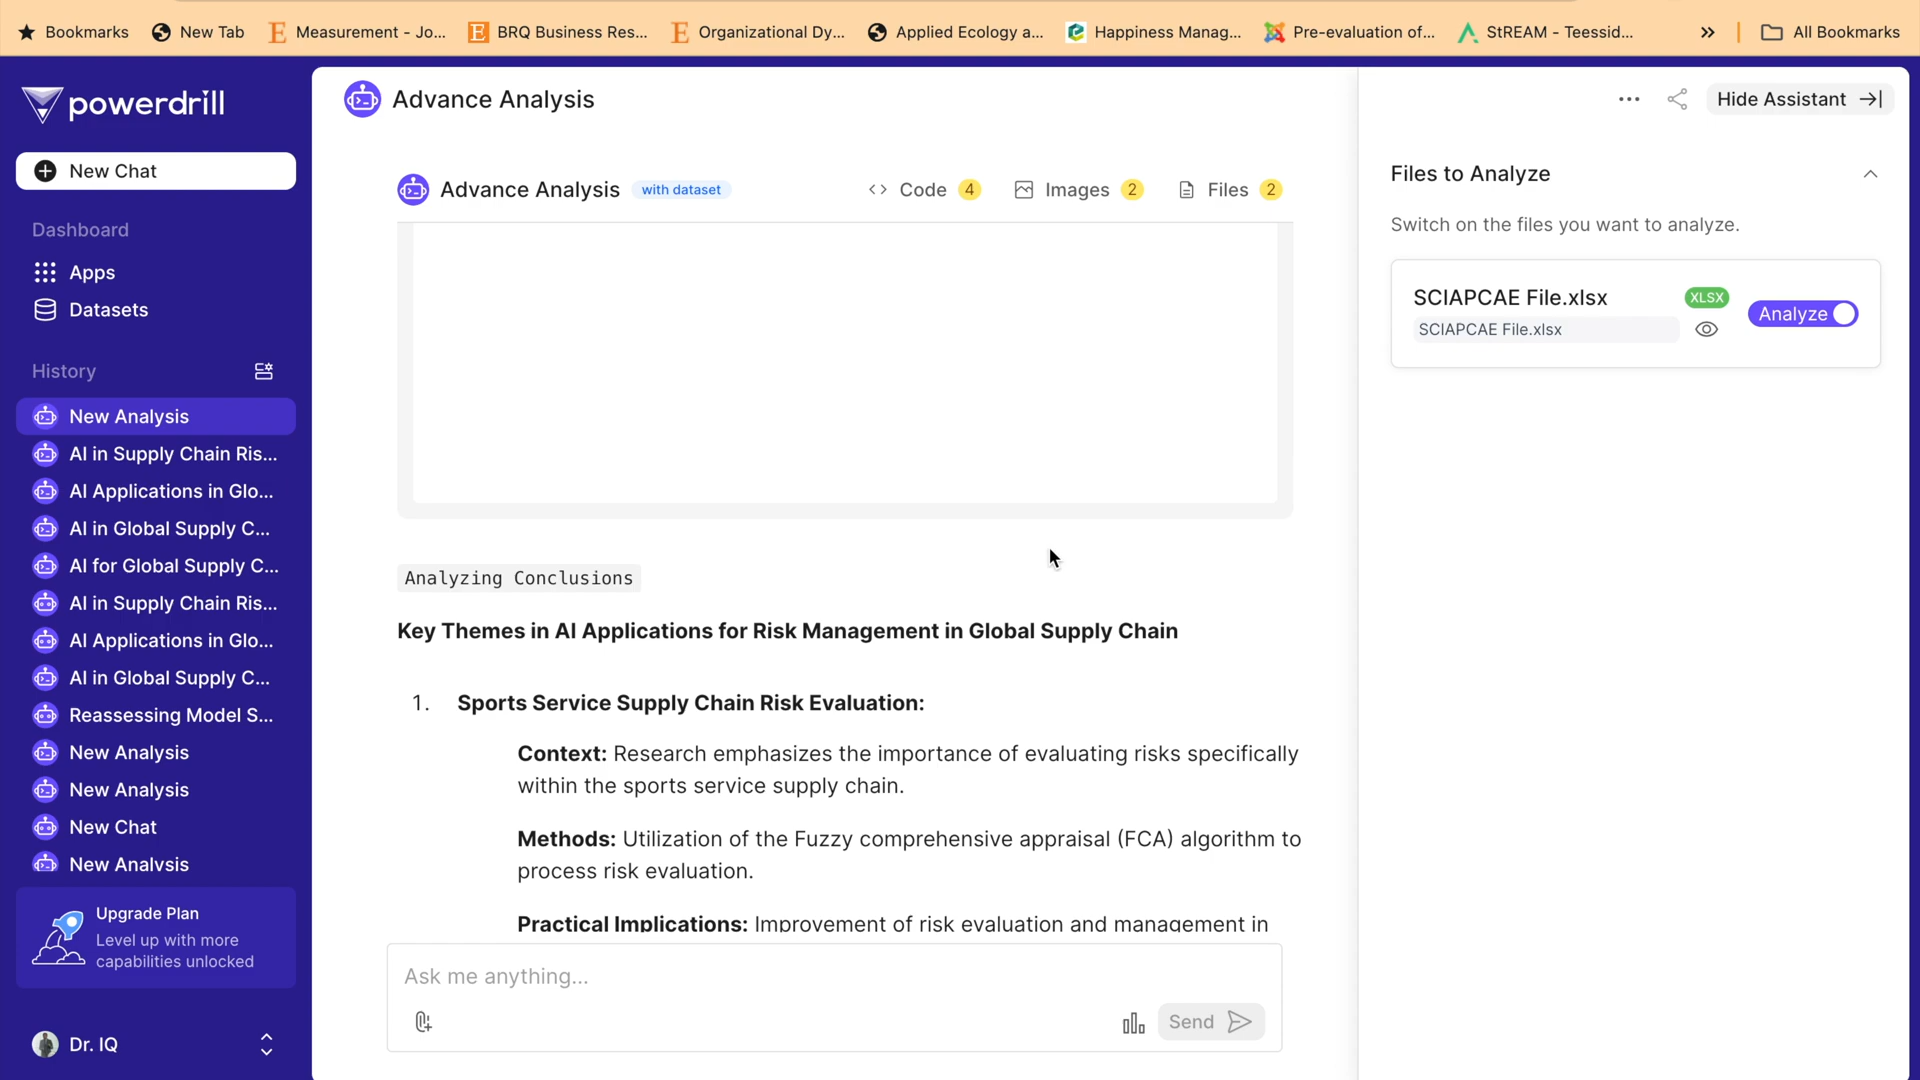 Bookmarks
New Tab
Measurement - Jo...
BRQ Business Res...
Organizational Dy...
Applied Ecology a...
Happiness Manag...
Pre-evaluation of...
StREAM - Teessid...
All Bookmarks
powerdrill
New Chat
Dashboard
Apps
Datasets
History
New Analysis
AI in Supply Chain Ris...
AI Applications in Glo...
AI in Global Supply C...
AI for Global Supply C...
AI in Supply Chain Ris...
AI Applications in Glo...
AI in Global Supply C...
Reassessing Model S...
New Analysis
New Analysis
New Chat
New Analysis
Upgrade Plan
Level up with more
capabilities unlocked
Dr. IQ
Advance Analysis
Advance Analysis with dataset
Code 4
Images 2
Files 2
Analyzing Conclusions
Key Themes in AI Applications for Risk Management in Global Supply Chain
1. Sports Service Supply Chain Risk Evaluation:
Context: Research emphasizes the importance of evaluating risks specifically
within the sports service supply chain.
Methods: Utilization of the Fuzzy comprehensive appraisal (FCA) algorithm to
process risk evaluation.
Practical Implications: Improvement of risk evaluation and management in
Ask me anything...
Send
Hide Assistant
Files to Analyze
Switch on the files you want to analyze.
SCIAPCAE File.xlsx
XLSX
SCIAPCAE File.xlsx
Analyze